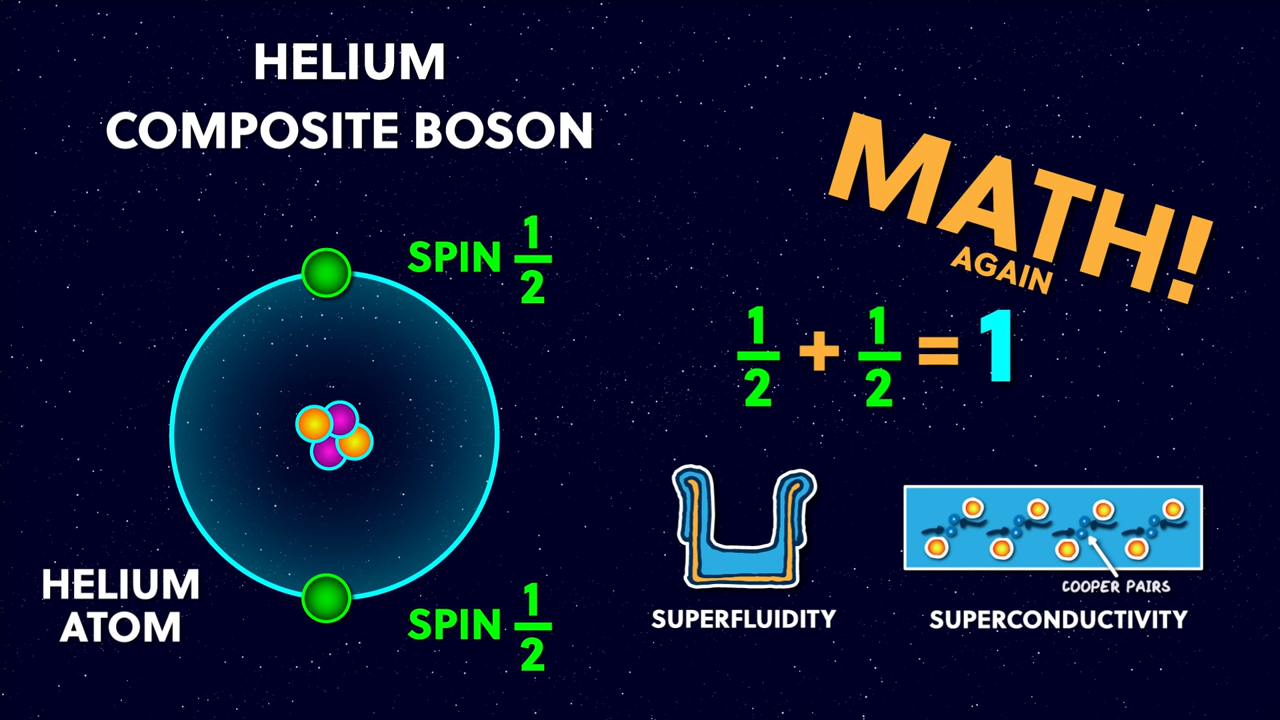 HELIUM
COMPOSITE BOSON
MATH!
AGAIN
SPIN 1/2
1/2 + 1/2 = 1
HELIUM
ATOM
SPIN 1/2
SUPERFLUIDITY
COOPER PAIRS
SUPERCONDUCTIVITY